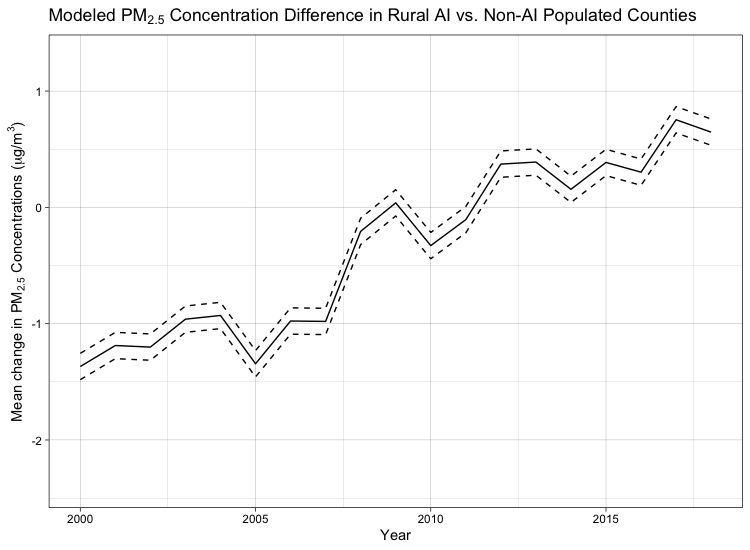 Modeled PM2.5 Concentration Difference in Rural AI vs. Non-AI Populated Counties
Mean change in PM2.5 Concentrations (µg/m3)
1
0
-1
-2
2000 2005 2010 2015
Year